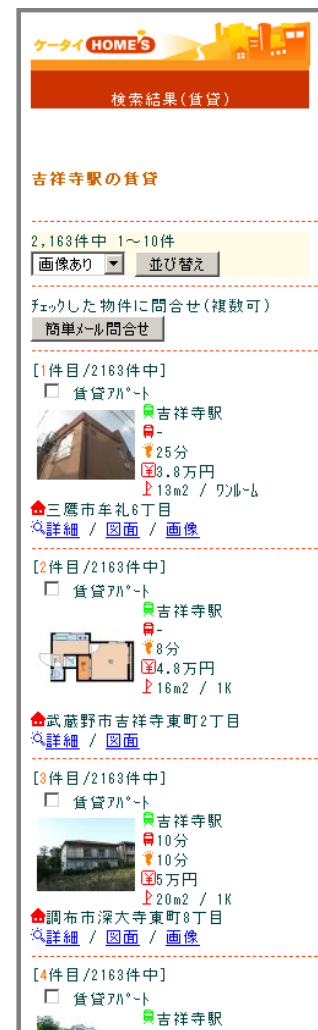 ケータイ HOME'S
検索結果(賃貸)
吉祥寺駅の賃貸
2,163件中 1～10件
画像あり 並び替え
ﾁｪｯｸした物件に問合せ(複数可)
簡単ﾒｰﾙ問合せ
[1件目/2163件中]
賃貸ｱﾊﾟｰﾄ
吉祥寺駅
-
25分
¥3.8万円
13m2 / ﾜﾝﾙｰﾑ
三鷹市牟礼6丁目
詳細 / 図面 / 画像
[2件目/2163件中]
賃貸ｱﾊﾟｰﾄ
吉祥寺駅
-
8分
¥4.8万円
16m2 / 1K
武蔵野市吉祥寺東町2丁目
詳細 / 図面
[3件目/2163件中]
賃貸ｱﾊﾟｰﾄ
吉祥寺駅
10分
10分
¥5万円
20m2 / 1K
調布市深大寺東町8丁目
詳細 / 図面 / 画像
[4件目/2163件中]
賃貸ｱﾊﾟｰﾄ
吉祥寺駅